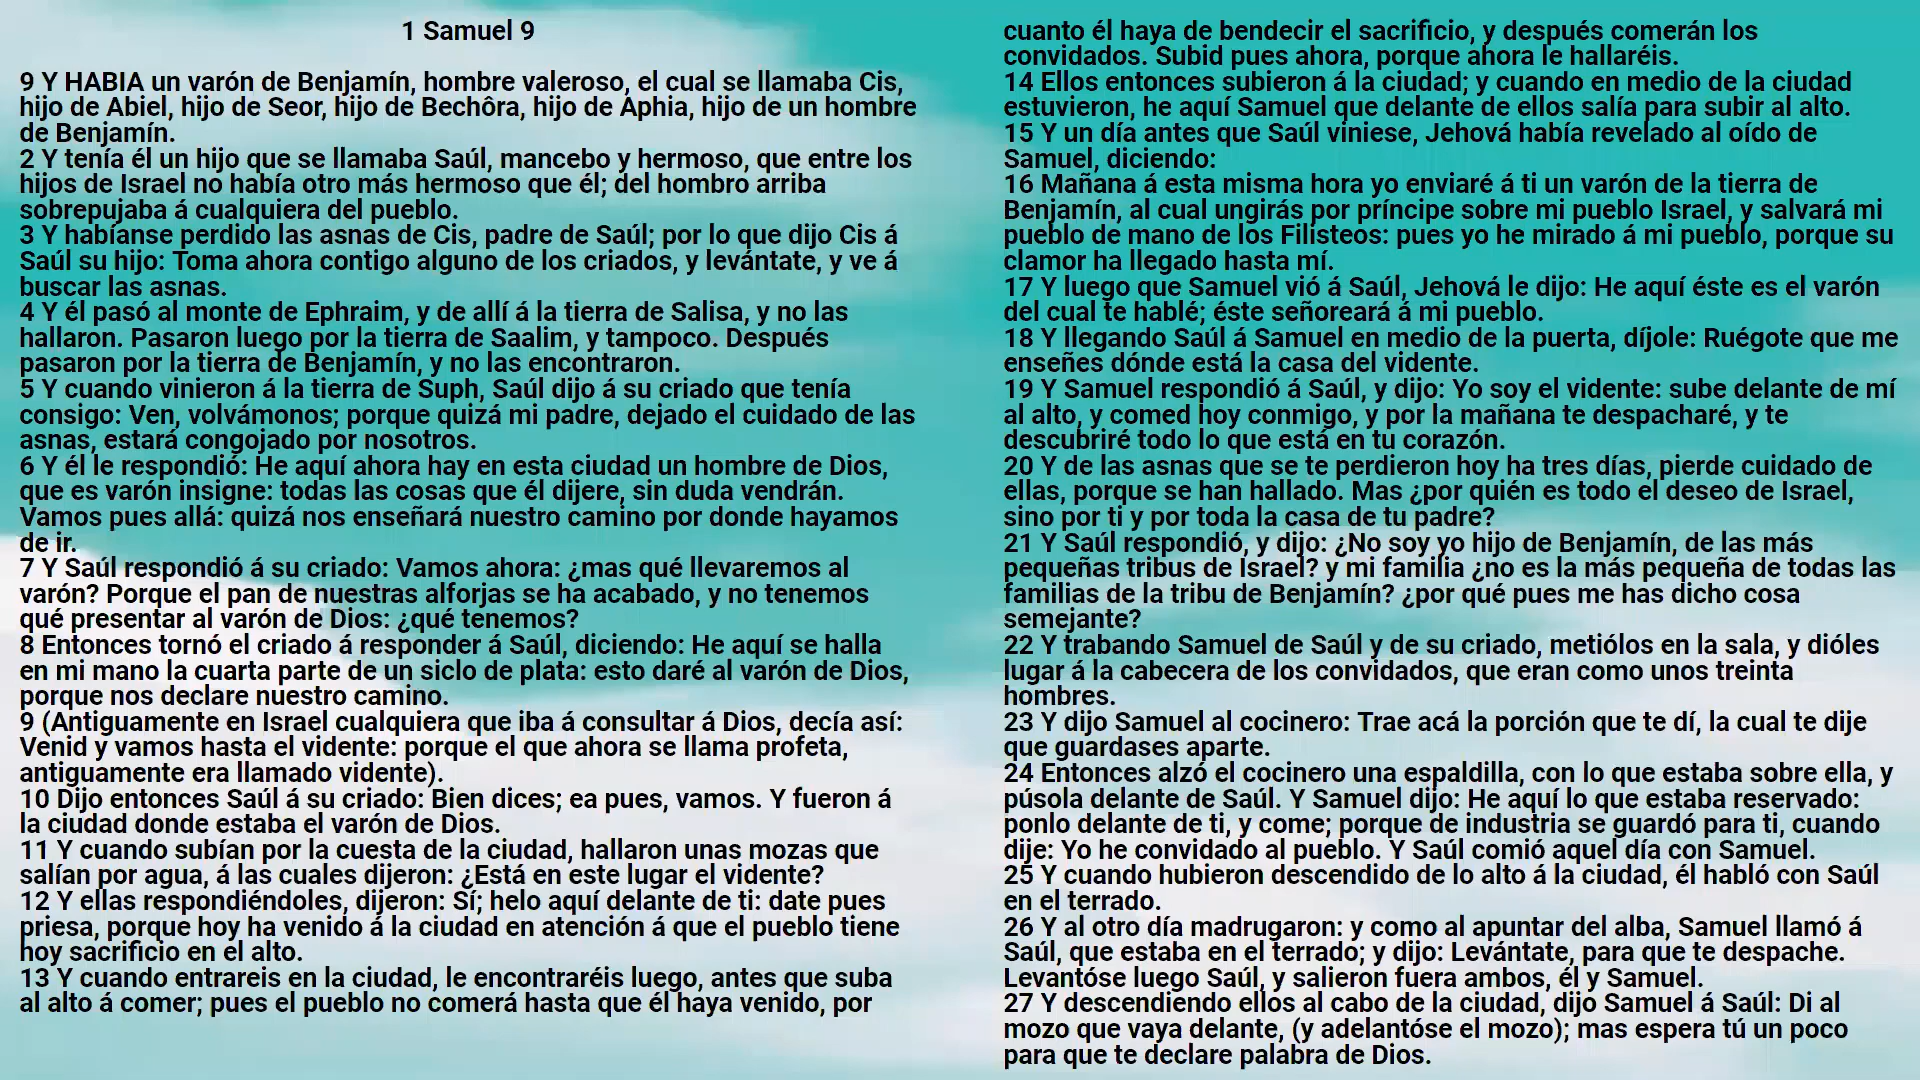 1 Samuel 9
9 Y HABIA un varón de Benjamín, hombre valeroso, el cual se llamaba Cis,
hijo de Abiel, hijo de Seor, hijo de Bechôra, hijo de Aphia, hijo de un hombre
de Benjamín.
2 Y tenía él un hijo que se llamaba Saúl, mancebo y hermoso, que entre los
hijos de Israel no había otro más hermoso que él; del hombro arriba
sobrepujaba á cualquiera del pueblo.
3 Y habíanse perdido las asnas de Cis, padre de Saúl; por lo que dijo Cis á
Saúl su hijo: Toma ahora contigo alguno de los criados, y levántate, y ve á
buscar las asnas.
4 Y él pasó al monte de Ephraim, y de allí á la tierra de Salisa, y no las
hallaron. Pasaron luego por la tierra de Saalim, y tampoco. Después
pasaron por la tierra de Benjamín, y no las encontraron.
5 Y cuando vinieron á la tierra de Suph, Saúl dijo á su criado que tenía
consigo: Ven, volvámonos; porque quizá mi padre, dejado el cuidado de las
asnas, estará congojado por nosotros.
6 Y él le respondió: He aquí ahora hay en esta ciudad un hombre de Dios,
que es varón insigne: todas las cosas que él dijere, sin duda vendrán.
Vamos pues allá: quizá nos enseñará nuestro camino por donde hayamos
de ir.
7 Y Saúl respondió á su criado: Vamos ahora: ¿mas qué llevaremos al
varón? Porque el pan de nuestras alforjas se ha acabado, y no tenemos
qué presentar al varón de Dios: ¿qué tenemos?
8 Entonces tornó el criado á responder á Saúl, diciendo: He aquí se halla
en mi mano la cuarta parte de un siclo de plata: esto daré al varón de Dios,
porque nos declare nuestro camino.
9 (Antiguamente en Israel cualquiera que iba á consultar á Dios, decía así:
Venid y vamos hasta el vidente: porque el que ahora se llama profeta,
antiguamente era llamado vidente).
10 Dijo entonces Saúl á su criado: Bien dices; ea pues, vamos. Y fueron á
la ciudad donde estaba el varón de Dios.
11 Y cuando subían por la cuesta de la ciudad, hallaron unas mozas que
salían por agua, á las cuales dijeron: ¿Está en este lugar el vidente?
12 Y ellas respondiéndoles, dijeron: Sí; helo aquí delante de ti: date pues
priesa, porque hoy ha venido á la ciudad en atención á que el pueblo tiene
hoy sacrificio en el alto.
13 Y cuando entrareis en la ciudad, le encontraréis luego, antes que suba
al alto á comer; pues el pueblo no comerá hasta que él haya venido, por
cuanto él haya de bendecir el sacrificio, y después comerán los
convidados. Subid pues ahora, porque ahora le hallaréis.
14 Ellos entonces subieron á la ciudad; y cuando en medio de la ciudad
estuvieron, he aquí Samuel que delante de ellos salía para subir al alto.
15 Y un día antes que Saúl viniese, Jehová había revelado al oído de
Samuel, diciendo:
16 Mañana á esta misma hora yo enviaré á ti un varón de la tierra de
Benjamín, al cual ungirás por príncipe sobre mi pueblo Israel, y salvará mi
pueblo de mano de los Filisteos: pues yo he mirado á mi pueblo, porque su
clamor ha llegado hasta mí.
17 Y luego que Samuel vió á Saúl, Jehová le dijo: He aquí éste es el varón
del cual te hablé; éste señoreará á mi pueblo.
18 Y llegando Saúl á Samuel en medio de la puerta, díjole: Ruégote que me
enseñes dónde está la casa del vidente.
19 Y Samuel respondió á Saúl, y dijo: Yo soy el vidente: sube delante de mí
al alto, y comed hoy conmigo, y por la mañana te despacharé, y te
descubriré todo lo que está en tu corazón.
20 Y de las asnas que se te perdieron hoy ha tres días, pierde cuidado de
ellas, porque se han hallado. Mas ¿por quién es todo el deseo de Israel,
sino por ti y por toda la casa de tu padre?
21 Y Saúl respondió, y dijo: ¿No soy yo hijo de Benjamín, de las más
pequeñas tribus de Israel? y mi familia ¿no es la más pequeña de todas las
familias de la tribu de Benjamín? ¿por qué pues me has dicho cosa
semejante?
22 Y trabando Samuel de Saúl y de su criado, metiólos en la sala, y dióles
lugar á la cabecera de los convidados, que eran como unos treinta
hombres.
23 Y dijo Samuel al cocinero: Trae acá la porción que te dí, la cual te dije
que guardases aparte.
24 Entonces alzó el cocinero una espaldilla, con lo que estaba sobre ella, y
púsola delante de Saúl. Y Samuel dijo: He aquí lo que estaba reservado:
ponlo delante de ti, y come; porque de industria se guardó para ti, cuando
dije: Yo he convidado al pueblo. Y Saúl comió aquel día con Samuel.
25 Y cuando hubieron descendido de lo alto á la ciudad, él habló con Saúl
en el terrado.
26 Y al otro día madrugaron: y como al apuntar del alba, Samuel llamó á
Saúl, que estaba en el terrado; y dijo: Levántate, para que te despache.
Levantóse luego Saúl, y salieron fuera ambos, él y Samuel.
27 Y descendiendo ellos al cabo de la ciudad, dijo Samuel á Saúl: Di al
mozo que vaya delante, (y adelantóse el mozo); mas espera tú un poco
para que te declare palabra de Dios.